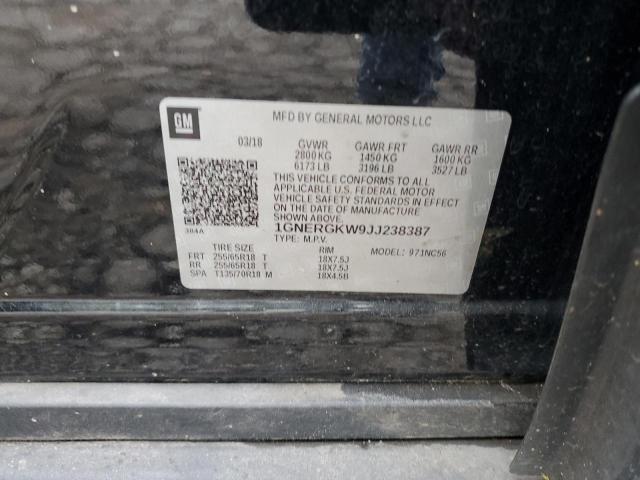 GM
MFD BY GENERAL MOTORS LLC
03/18 GVWR GAWR FRT GAWR RR
2800 KG 1450 KG 1600 KG
6173 LB 3196 LB 3527 LB
THIS VEHICLE CONFORMS TO ALL
APPLICABLE U.S. FEDERAL MOTOR
VEHICLE SAFETY STANDARDS IN
EFFECT ON THE DATE OF MANUFACTURE
SHOWN ABOVE.
384A
1GNERGKW9JJ238387
TYPE: M.P.V. MODEL: 971NC56
TIRE SIZE RIM
FRT 255/65R18 T 18X7.5J
RR 255/65R18 T 18X7.5J
SPA T135/70R18 M 18X4.5B